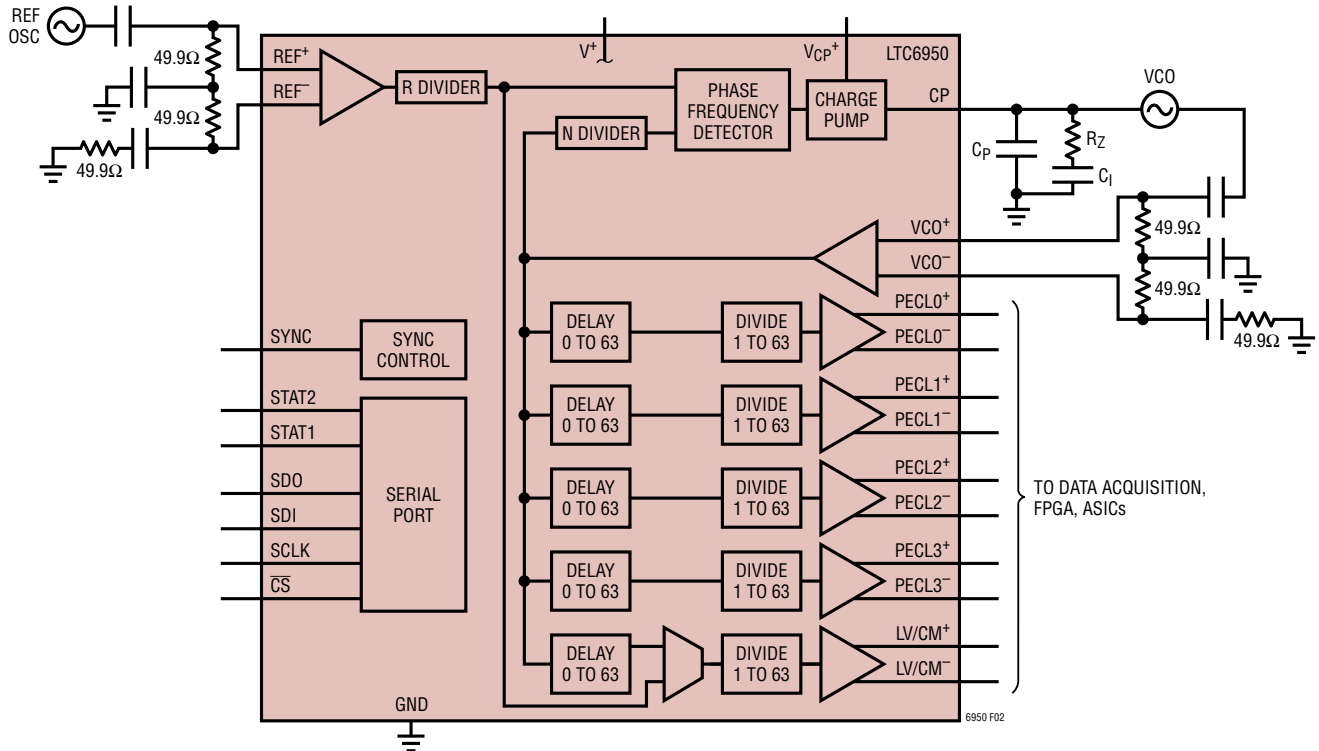 REF
OSC
49.9Ω
49.9Ω
49.9Ω
REF+
REF–
R DIVIDER
V+
VCP+
LTC6950
N DIVIDER
PHASE
FREQUENCY
DETECTOR
CHARGE
PUMP
CP
VCO
CP
RZ
CI
VCO+
VCO–
49.9Ω
49.9Ω
49.9Ω
SYNC
SYNC
CONTROL
STAT2
STAT1
SDO
SDI
SCLK
CS
SERIAL
PORT
DELAY
0 TO 63
DIVIDE
1 TO 63
PECL0+
PECL0–
DELAY
0 TO 63
DIVIDE
1 TO 63
PECL1+
PECL1–
DELAY
0 TO 63
DIVIDE
1 TO 63
PECL2+
PECL2–
DELAY
0 TO 63
DIVIDE
1 TO 63
PECL3+
PECL3–
DELAY
0 TO 63
DIVIDE
1 TO 63
LV/CM+
LV/CM–
TO DATA ACQUISITION,
FPGA, ASICs
GND
6950 F02